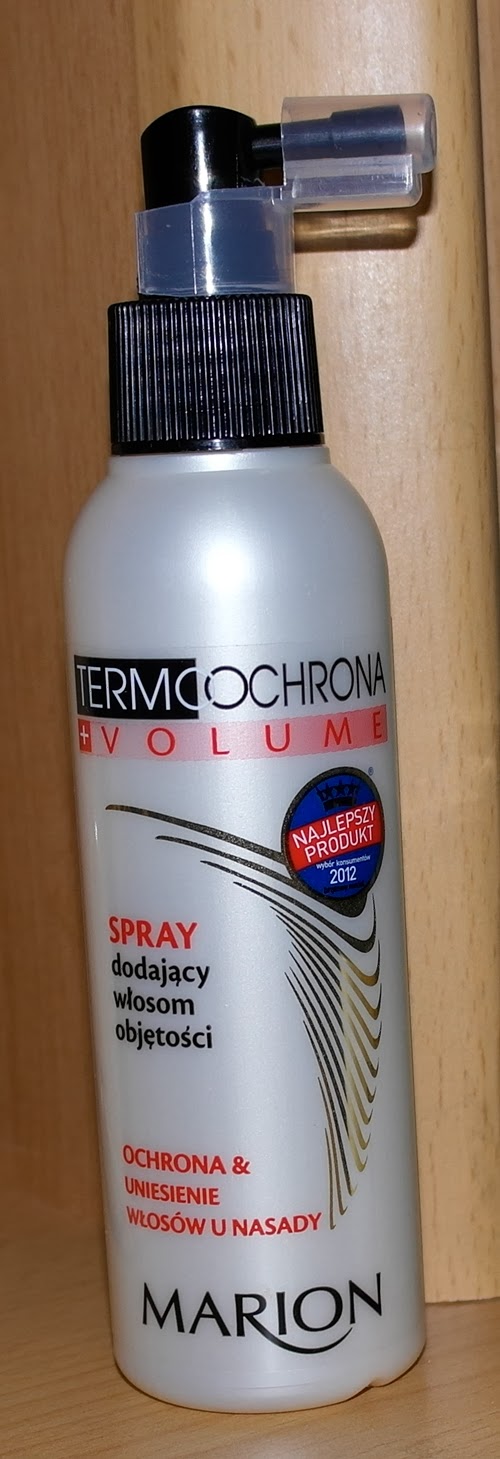 TERMOOCHRONA
+ VOLUME
®
NAJLEPSZY
PRODUKT
wybór konsumentów
2012
SPRAY
dodający
włosom
objętości
OCHRONA &
UNIESIENIE
WŁOSÓW U NASADY
MARION